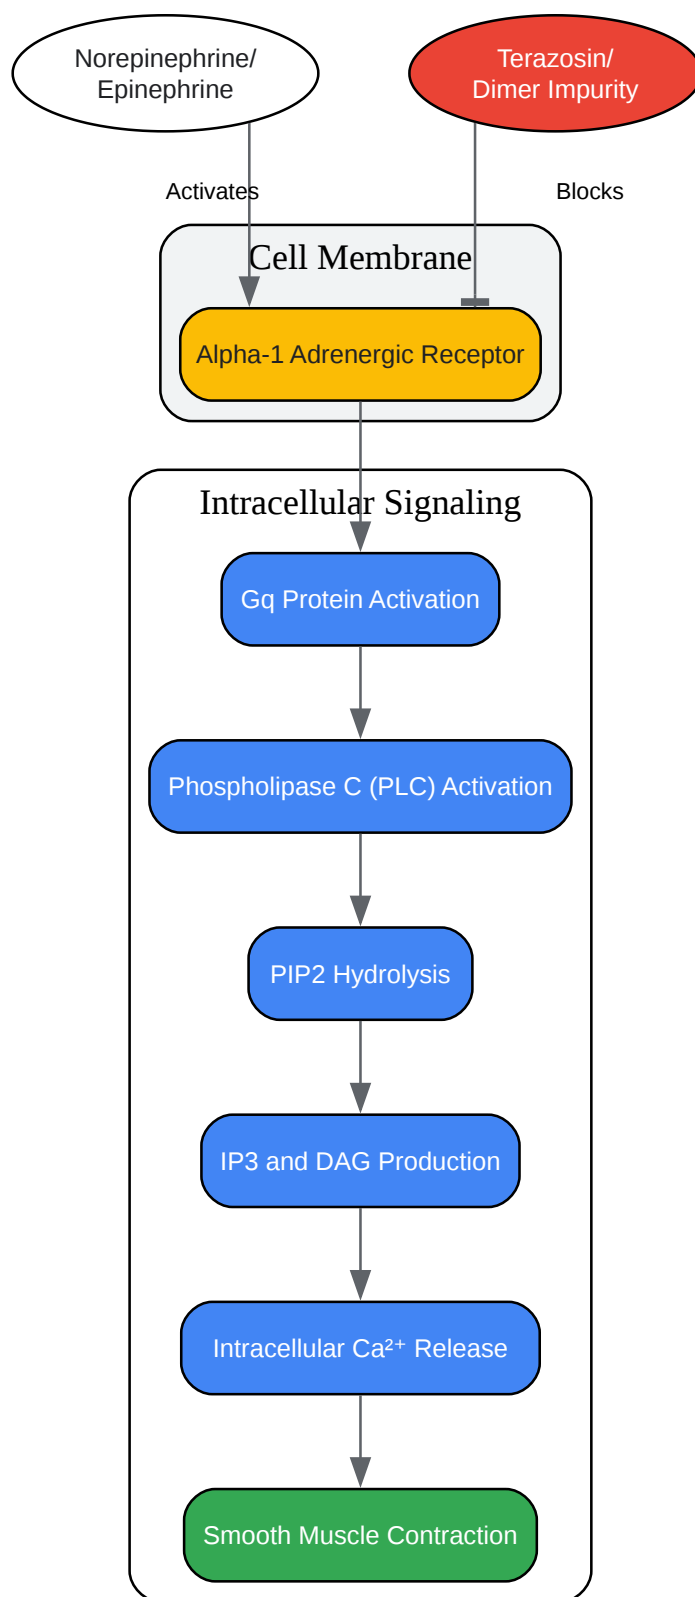 Norepinephrine/
Epinephrine
Terazosin/
Dimer Impurity
Activates
Blocks
Cell Membrane
Alpha-1 Adrenergic Receptor
Intracellular Signaling
Gq Protein Activation
Phospholipase C (PLC) Activation
PIP2 Hydrolysis
IP3 and DAG Production
Intracellular Ca²⁺ Release
Smooth Muscle Contraction